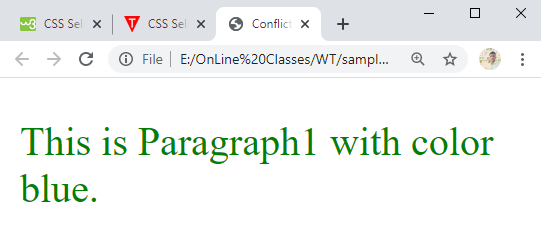 CSS Sel
CSS Sel
Conflict
File
E:/OnLine%20Classes/WT/sampl...
This is Paragraph1 with color
blue.